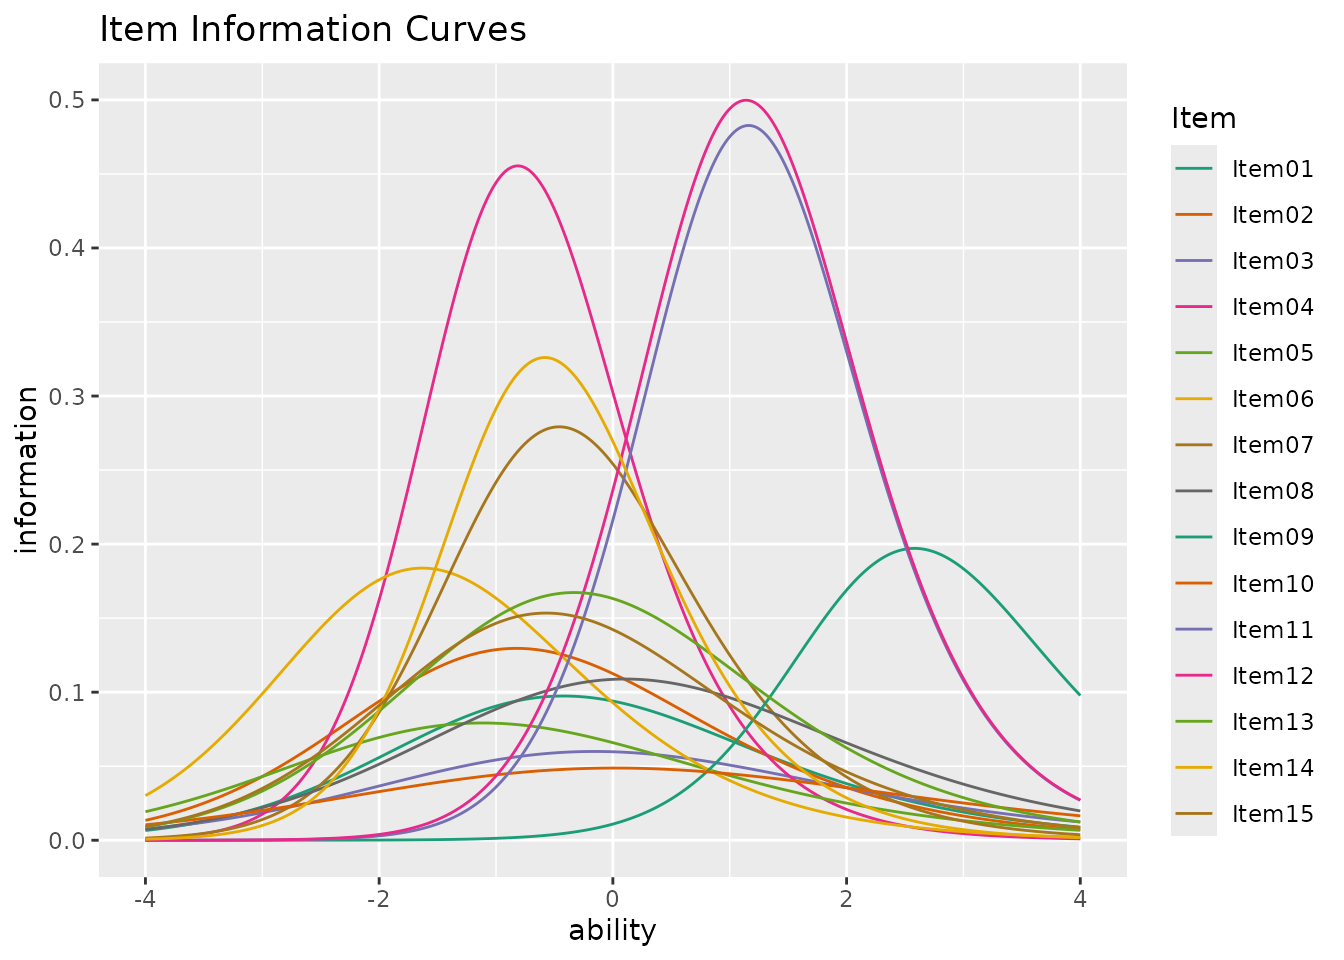 Item Information Curves
0.5
0.4
0.3
0.2
0.1
0.0
information
-4
-2
0
2
4
ability
Item
Item01
Item02
Item03
Item04
Item05
Item06
Item07
Item08
Item09
Item10
Item11
Item12
Item13
Item14
Item15